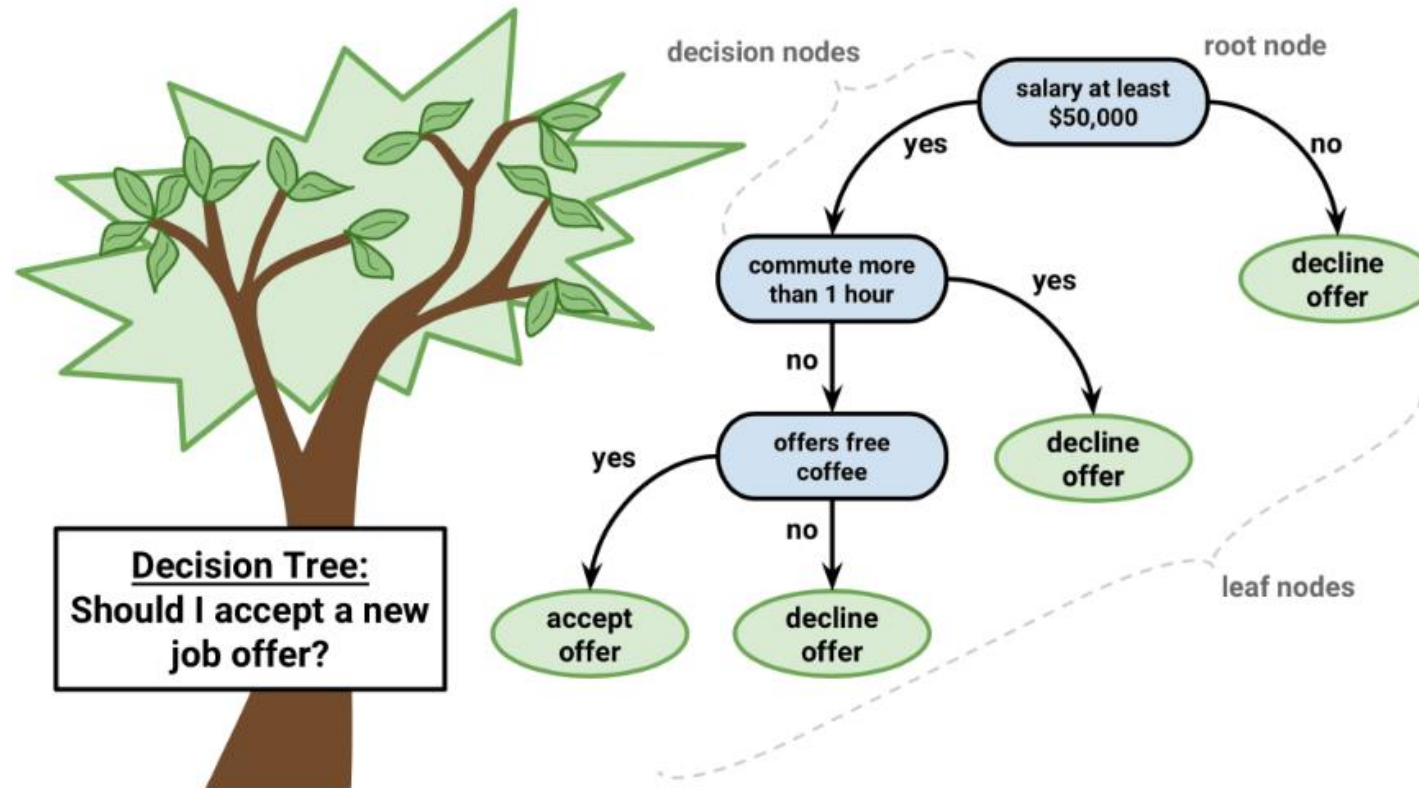 decision nodes
root node
salary at least
$50,000
yes
no
commute more
than 1 hour
yes
decline
offer
no
offers free
coffee
decline
offer
yes
no
leaf nodes
accept
offer
decline
offer
Decision Tree:
Should I accept a new
job offer?